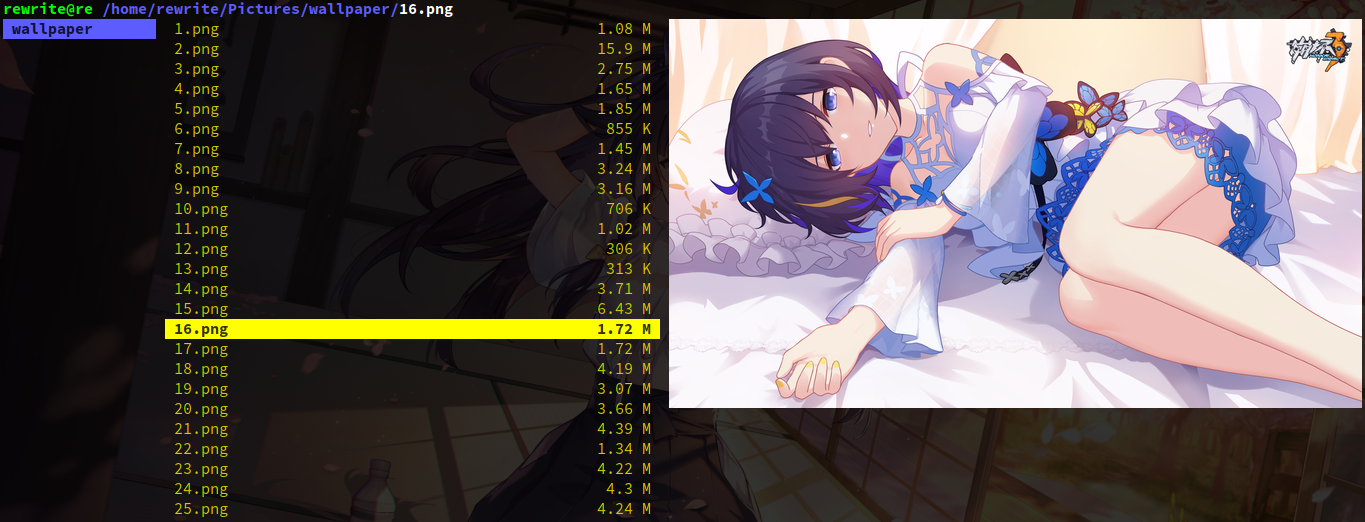 rewrite@re /home/rewrite/Pictures/wallpaper/16.png
wallpaper
1.png 1.08 M
2.png 15.9 M
3.png 2.75 M
4.png 1.65 M
5.png 1.85 M
6.png 855 K
7.png 1.45 M
8.png 3.24 M
9.png 3.16 M
10.png 706 K
11.png 1.02 M
12.png 306 K
13.png 313 K
14.png 3.71 M
15.png 6.43 M
16.png 1.72 M
17.png 1.72 M
18.png 4.19 M
19.png 3.07 M
20.png 3.66 M
21.png 4.39 M
22.png 1.34 M
23.png 4.22 M
24.png 4.3 M
25.png 4.24 M
崩坏3